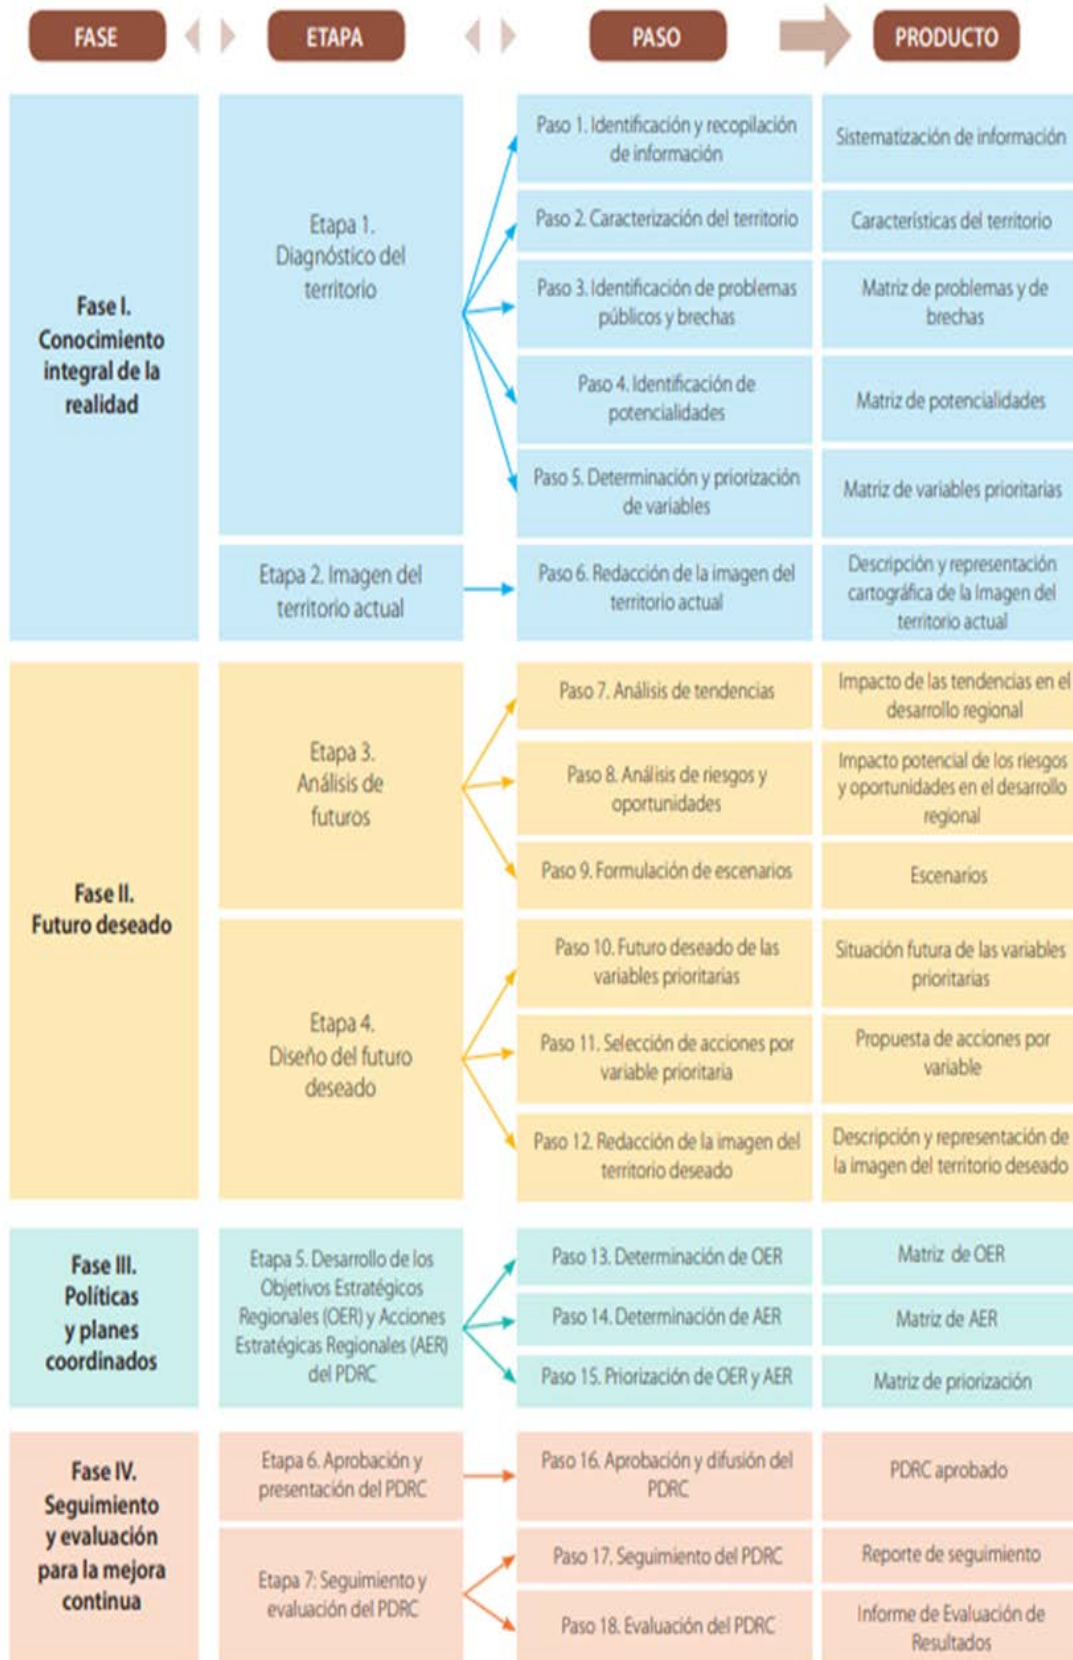 FASE
ETAPA
PASO
PRODUCTO
Fase I.
Conocimiento
integral de la
realidad
Etapa 1.
Diagnóstico del
territorio
Paso 1. Identificación y recopilación
de información
Sistematización de información
Paso 2. Caracterización del territorio
Características del territorio
Paso 3. Identificación de problemas
públicos y brechas
Matriz de problemas y de
brechas
Paso 4. Identificación de
potencialidades
Matriz de potencialidades
Paso 5. Determinación y priorización
de variables
Matriz de variables prioritarias
Etapa 2. Imagen del
territorio actual
Paso 6. Redacción de la imagen del
territorio actual
Descripción y representación
cartográfica de la Imagen del
territorio actual
Fase II.
Futuro deseado
Etapa 3.
Análisis de
futuros
Paso 7. Análisis de tendencias
Impacto de las tendencias en el
desarrollo regional
Paso 8. Análisis de riesgos y
oportunidades
Impacto potencial de los riesgos
y oportunidades en el desarrollo
regional
Paso 9. Formulación de escenarios
Escenarios
Etapa 4.
Diseño del futuro
deseado
Paso 10. Futuro deseado de las
variables prioritarias
Situación futura de las variables
prioritarias
Paso 11. Selección de acciones por
variable prioritaria
Propuesta de acciones por
variable
Paso 12. Redacción de la imagen del
territorio deseado
Descripción y representación de
la imagen del territorio deseado
Fase III.
Políticas
y planes
coordinados
Etapa 5. Desarrollo de los
Objetivos Estratégicos
Regionales (OER) y Acciones
Estratégicas Regionales (AER)
del PDRC
Paso 13. Determinación de OER
Matriz de OER
Paso 14. Determinación de AER
Matriz de AER
Paso 15. Priorización de OER y AER
Matriz de priorización
Fase IV.
Seguimiento
y evaluación
para la mejora
continua
Etapa 6. Aprobación y
presentación del PDRC
Paso 16. Aprobación y difusión del
PDRC
PDRC aprobado
Etapa 7: Seguimiento y
evaluación del PDRC
Paso 17. Seguimiento del PDRC
Reporte de seguimiento
Paso 18. Evaluación del PDRC
Informe de Evaluación de
Resultados